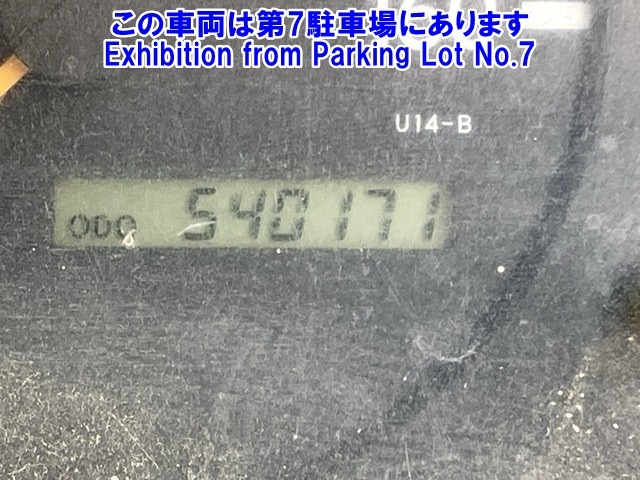 この車両は第7駐車場にあります
Exhibition from Parking Lot No.7
U14-B
ODO 540171